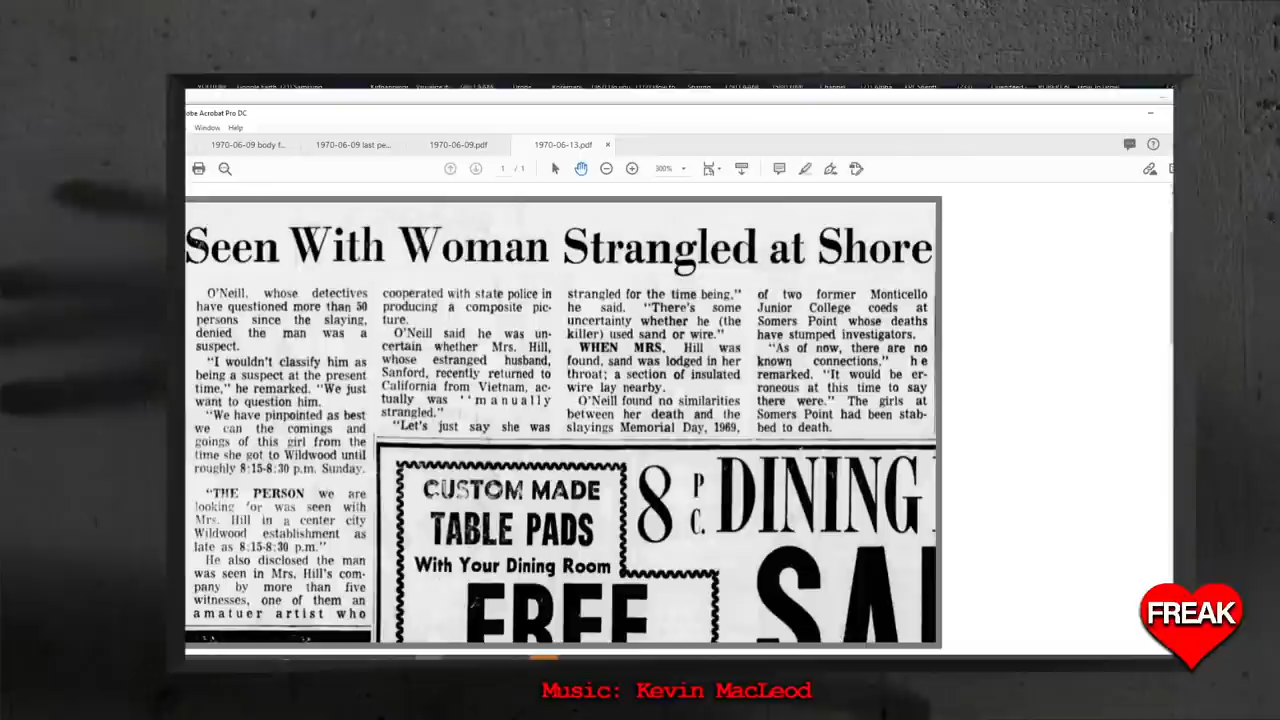 obe Acrobat Pro DC
Window Help
1970-06-09 body f... 1970-06-09 last pe... 1970-06-09.pdf 1970-06-13.pdf ×
1 / 1 300%
Seen With Woman Strangled at Shore
O'Neill, whose detectives
have questioned more than 50
persons since the slaying,
denied the man was a
suspect.
"I wouldn't classify him as
being a suspect at the present
time," he remarked. "We just
want to question him.
"We have pinpointed as best
we can the comings and
goings of this girl from the
time she got to Wildwood until
roughly 8:15-8:30 p.m. Sunday.
"THE PERSON we are
looking 'or was seen with
Mrs. Hill in a center city
Wildwood establishment as
late as 8:15-8:30 p.m."
He also disclosed the man
was seen in Mrs. Hill's com-
pany by more than five
witnesses, one of them an
amatuer artist who
cooperated with state police in
producing a composite pic-
ture.
O'Neill said he was un-
certain whether Mrs. Hill,
whose estranged husband,
Sanford, recently returned to
California from Vietnam, ac-
tually was ''manually
strangled."
"Let's just say she was
strangled for the time being,"
he said. "There's some
uncertainty whether he (the
killer) used sand or wire."
WHEN MRS. Hill was
found, sand was lodged in her
throat; a section of insulated
wire lay nearby.
O'Neill found no similarities
between her death and the
slayings Memorial Day, 1969,
of two former Monticello
Junior College coeds at
Somers Point whose deaths
have stumped investigators.
"As of now, there are no
known connections," he
remarked. "It would be er-
roneous at this time to say
there were." The girls at
Somers Point had been stab-
bed to death.
CUSTOM MADE
TABLE PADS
With Your Dining Room
FREE
8 PC. DINING
SA
FREAK
Music: Kevin MacLeod